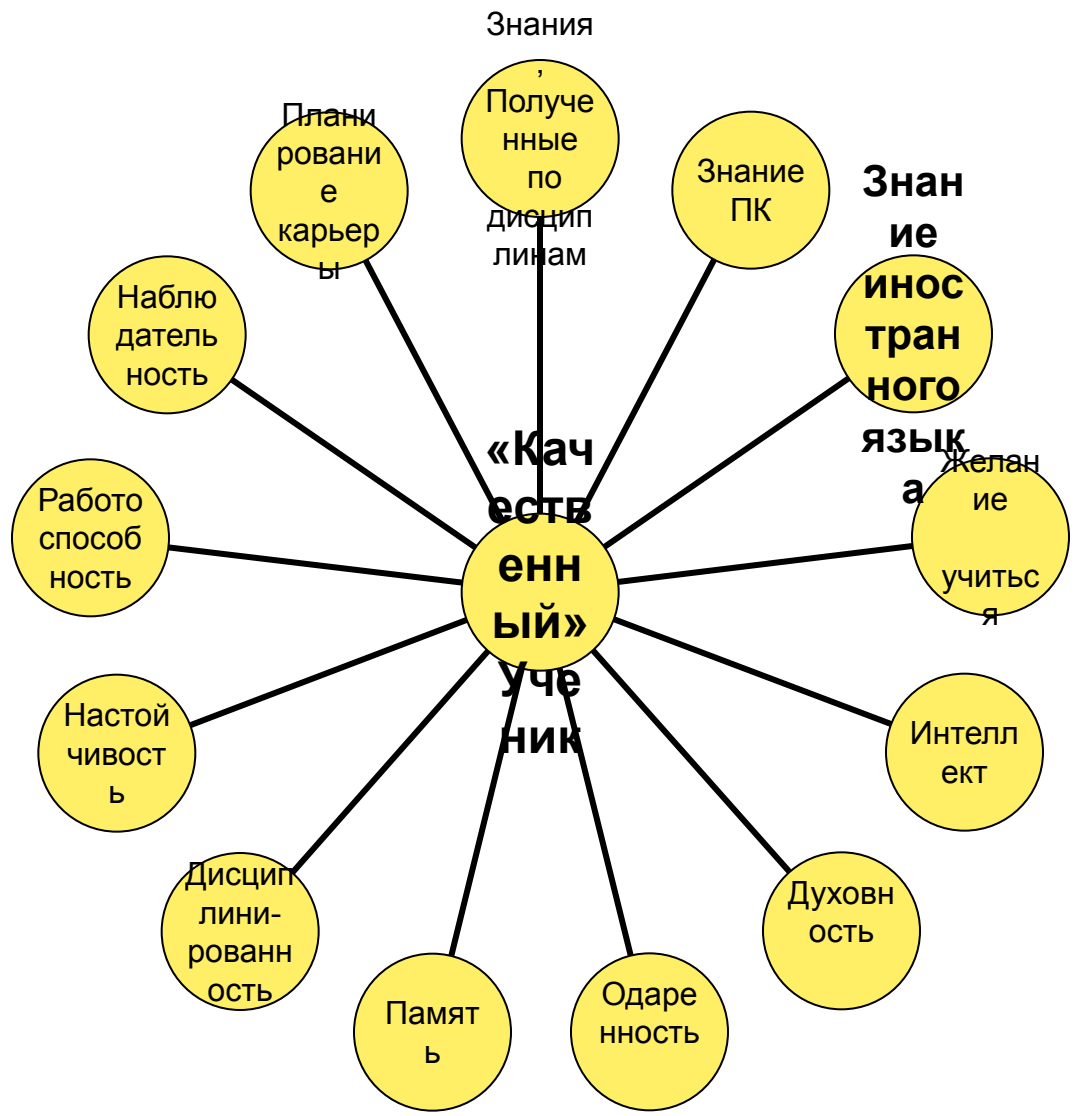 Знания
,
Получе
нные
по
дисцип
линам
Знание
ПК
Знан
ие
инос
тран
ного
язык
а
Желан
ие
учитьс
я
Интелл
ект
Духовн
ость
Одаре
нность
Памят
ь
Дисцип
лини-
рованн
ость
Настой
чивост
ь
Работо
способ
ность
Наблю
датель
ность
Плани
ровани
е
карьер
ы
«Кач
еств
енн
ый»
Уче
ник